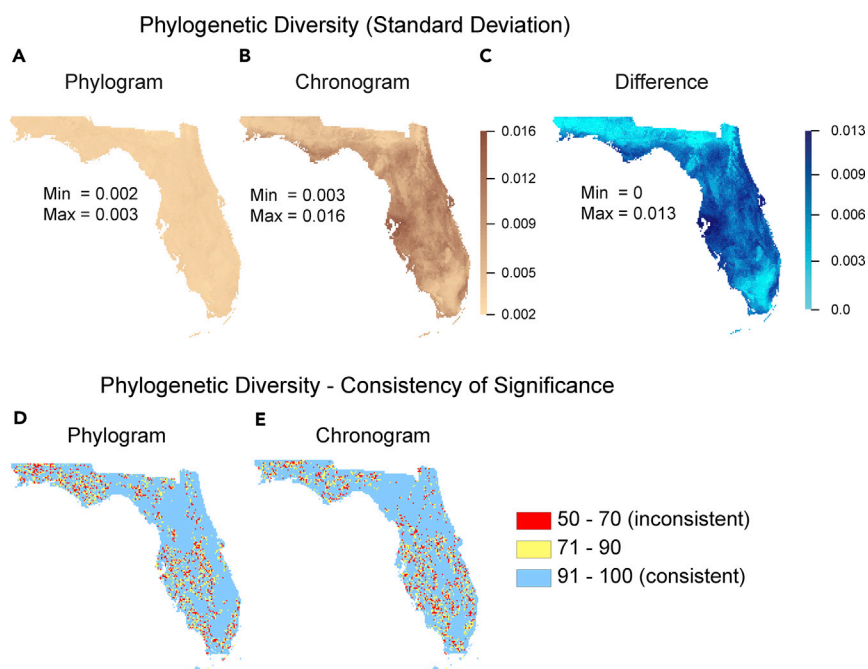 Phylogenetic Diversity (Standard Deviation)
A
B
C
Phylogram
Chronogram
Difference
Min = 0.002
Max = 0.003
Min = 0.003
Max = 0.016
0.016
0.012
0.009
0.005
0.002
Min = 0
Max = 0.013
0.013
0.009
0.006
0.003
0.0
Phylogenetic Diversity - Consistency of Significance
D
E
Phylogram
Chronogram
50 - 70 (inconsistent)
71 - 90
91 - 100 (consistent)